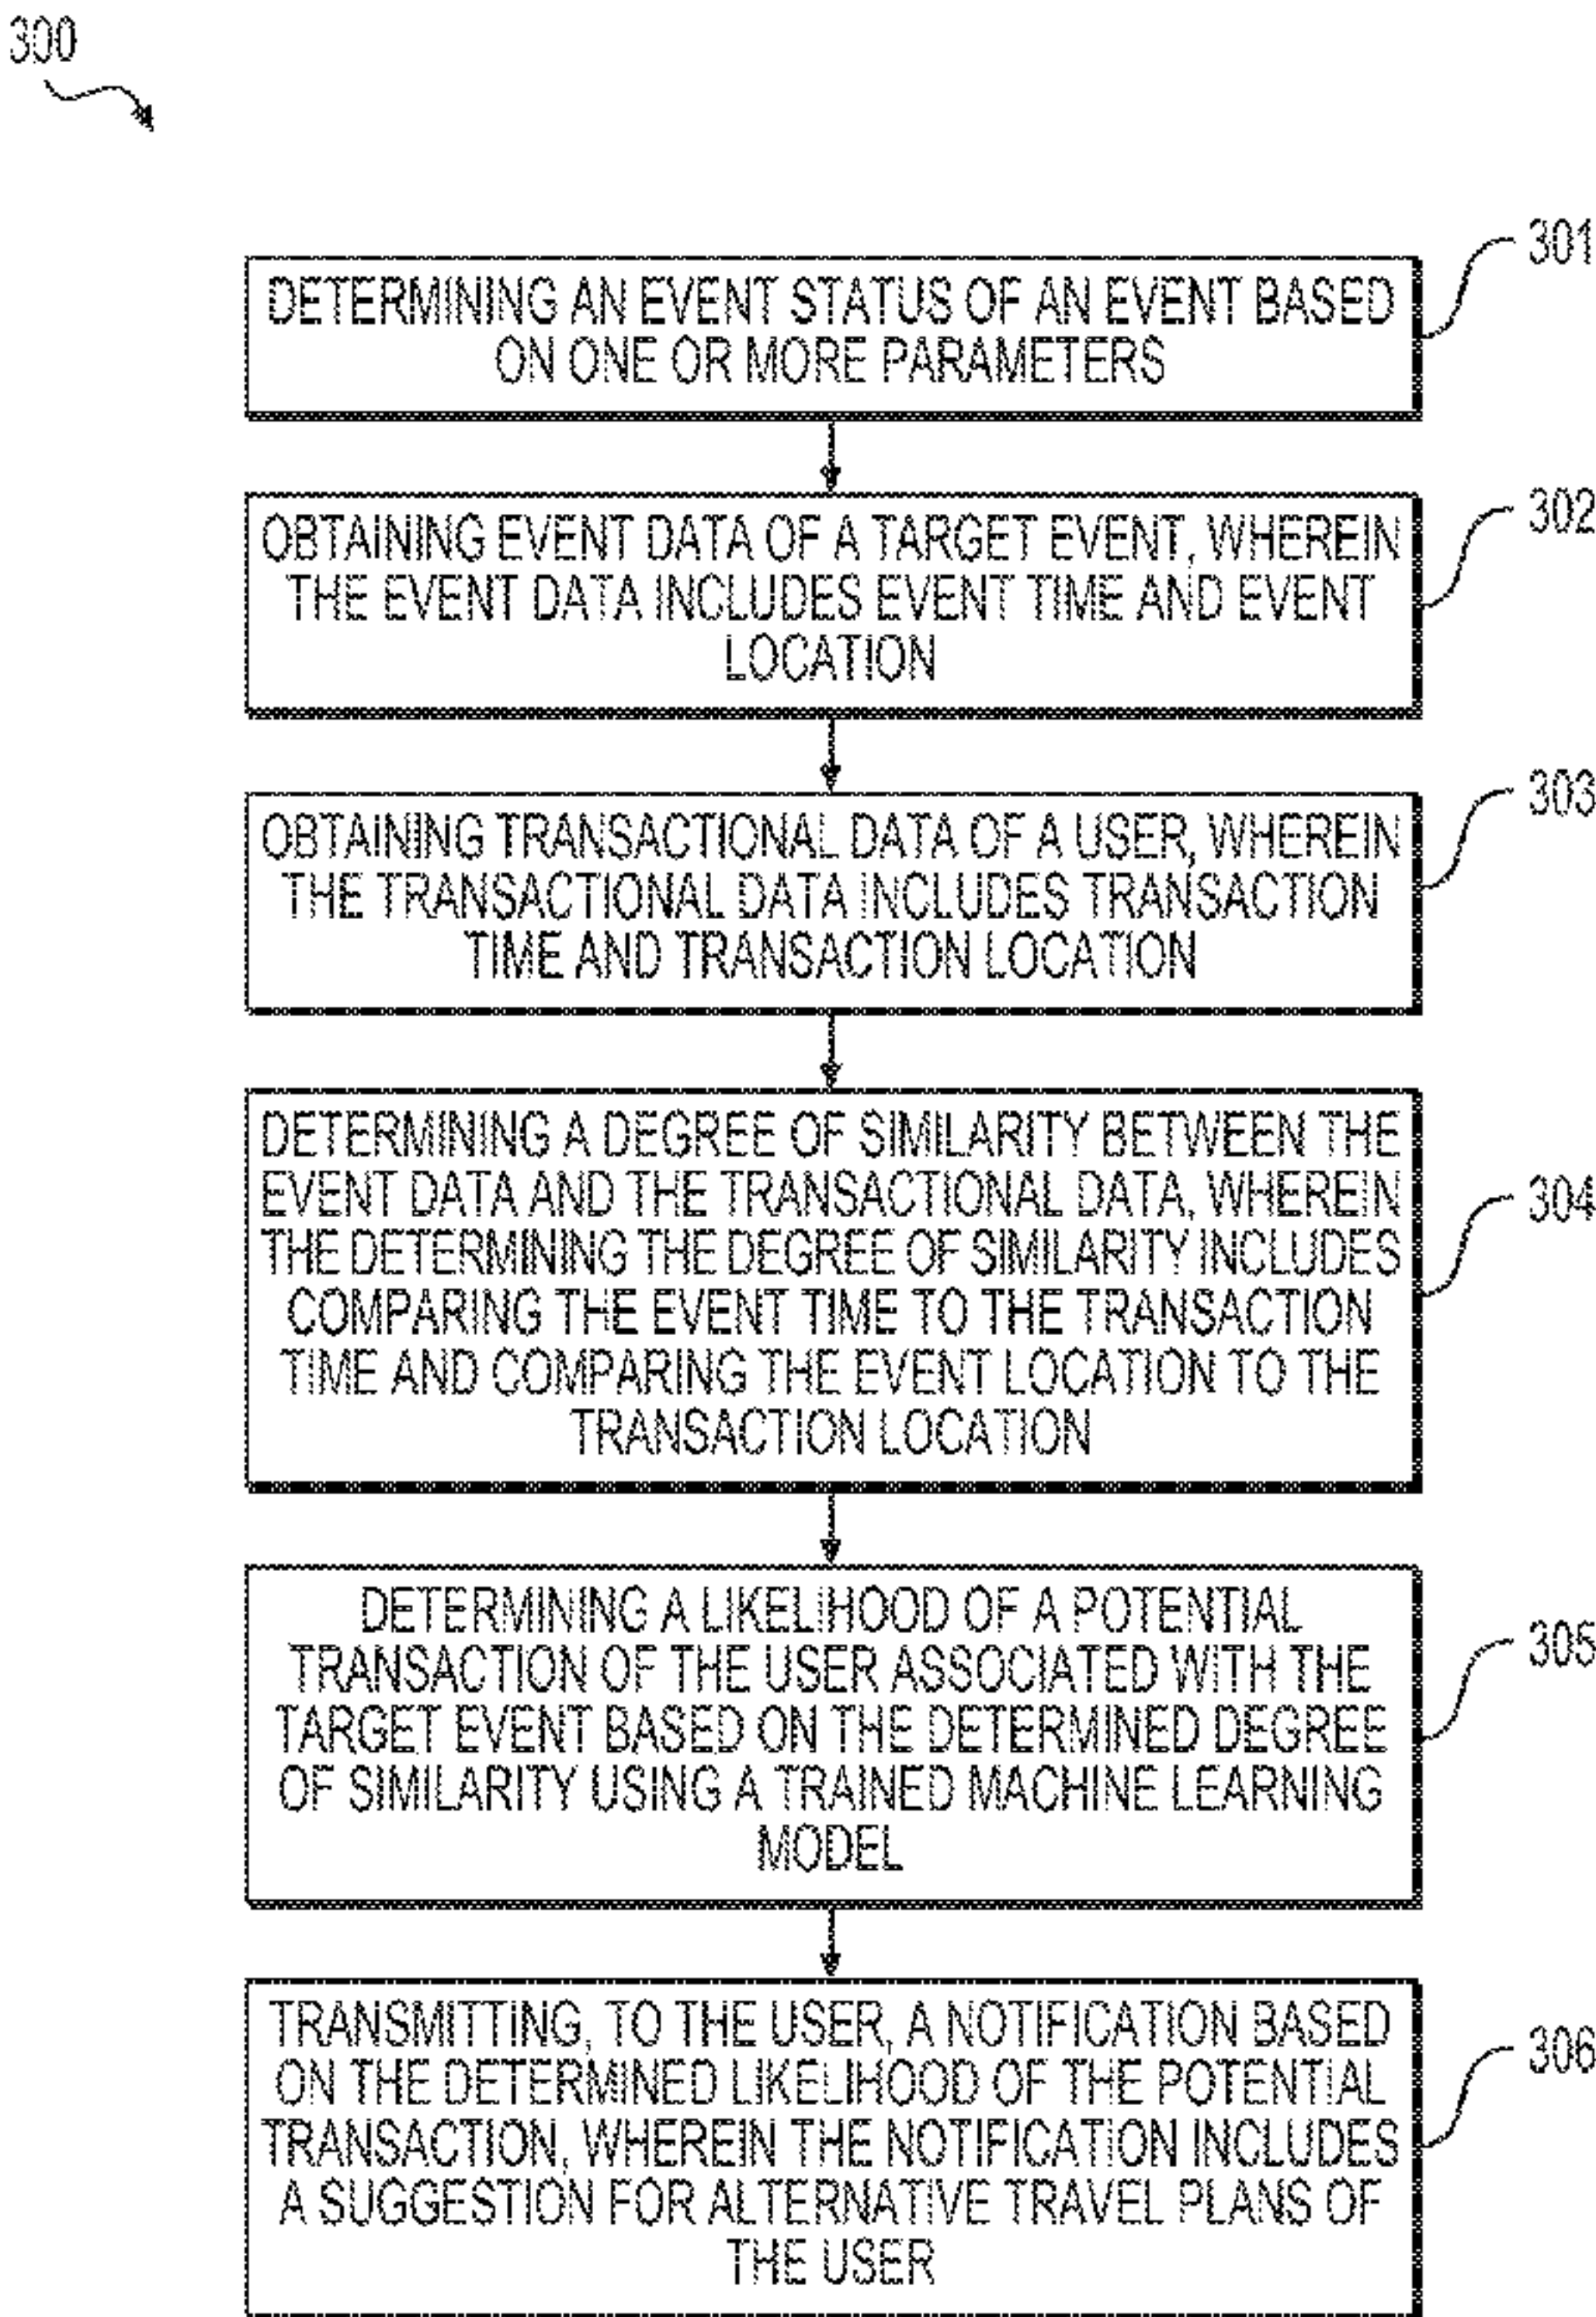 300
301
DETERMINING AN EVENT STATUS OF AN EVENT BASED
ON ONE OR MORE PARAMETERS
302
OBTAINING EVENT DATA OF A TARGET EVENT, WHEREIN
THE EVENT DATA INCLUDES EVENT TIME AND EVENT
LOCATION
303
OBTAINING TRANSACTIONAL DATA OF A USER, WHEREIN
THE TRANSACTIONAL DATA INCLUDES TRANSACTION
TIME AND TRANSACTION LOCATION
304
DETERMINING A DEGREE OF SIMILARITY BETWEEN THE
EVENT DATA AND THE TRANSACTIONAL DATA, WHEREIN
THE DETERMINING THE DEGREE OF SIMILARITY INCLUDES
COMPARING THE EVENT TIME TO THE TRANSACTION
TIME AND COMPARING THE EVENT LOCATION TO THE
TRANSACTION LOCATION
305
DETERMINING A LIKELIHOOD OF A POTENTIAL
TRANSACTION OF THE USER ASSOCIATED WITH THE
TARGET EVENT BASED ON THE DETERMINED DEGREE
OF SIMILARITY USING A TRAINED MACHINE LEARNING
MODEL
306
TRANSMITTING, TO THE USER, A NOTIFICATION BASED
ON THE DETERMINED LIKELIHOOD OF THE POTENTIAL
TRANSACTION, WHEREIN THE NOTIFICATION INCLUDES
A SUGGESTION FOR ALTERNATIVE TRAVEL PLANS OF
THE USER